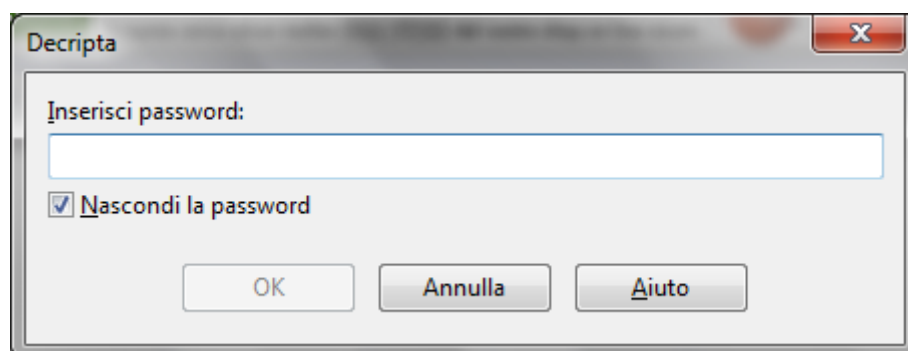 Decripta
Inserisci password:
Nascondi la password
OK Annulla Aiuto